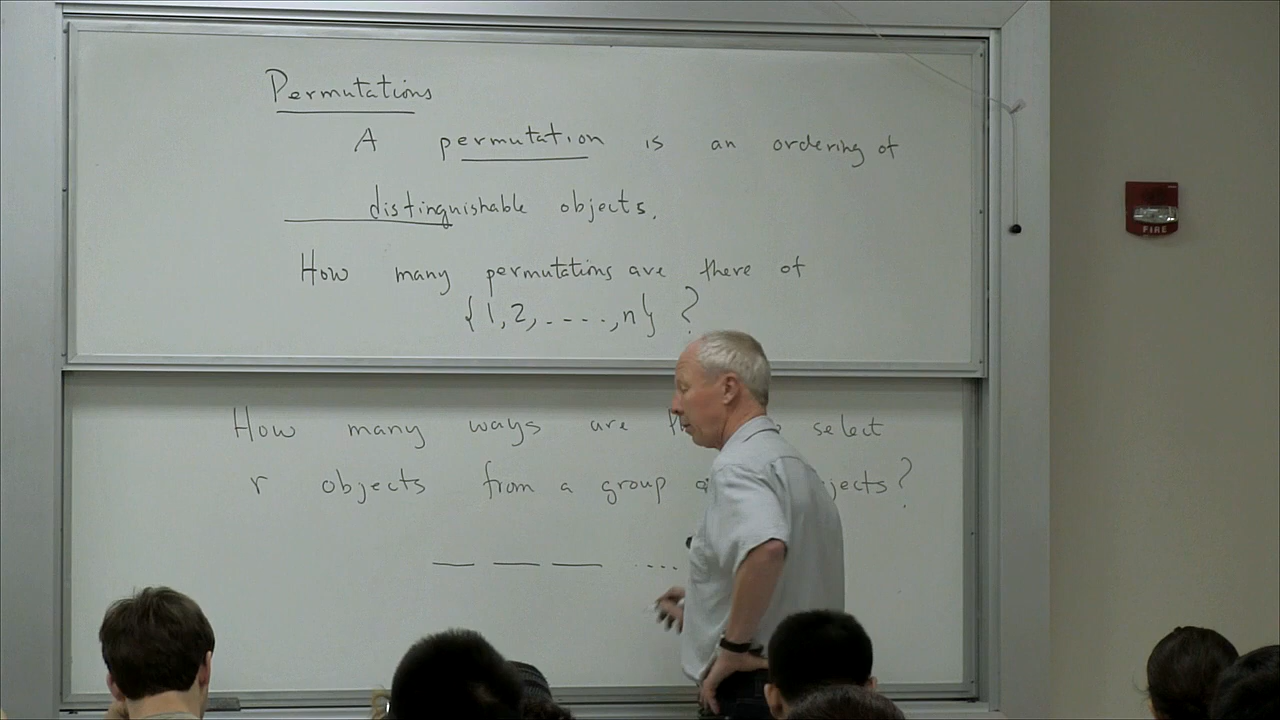 Permutations
A permutation is an ordering of
distinguishable objects.
How many permutations are there of
{1, 2, - - - -, n} ?
How many ways are select
r objects from a group ?
FIRE